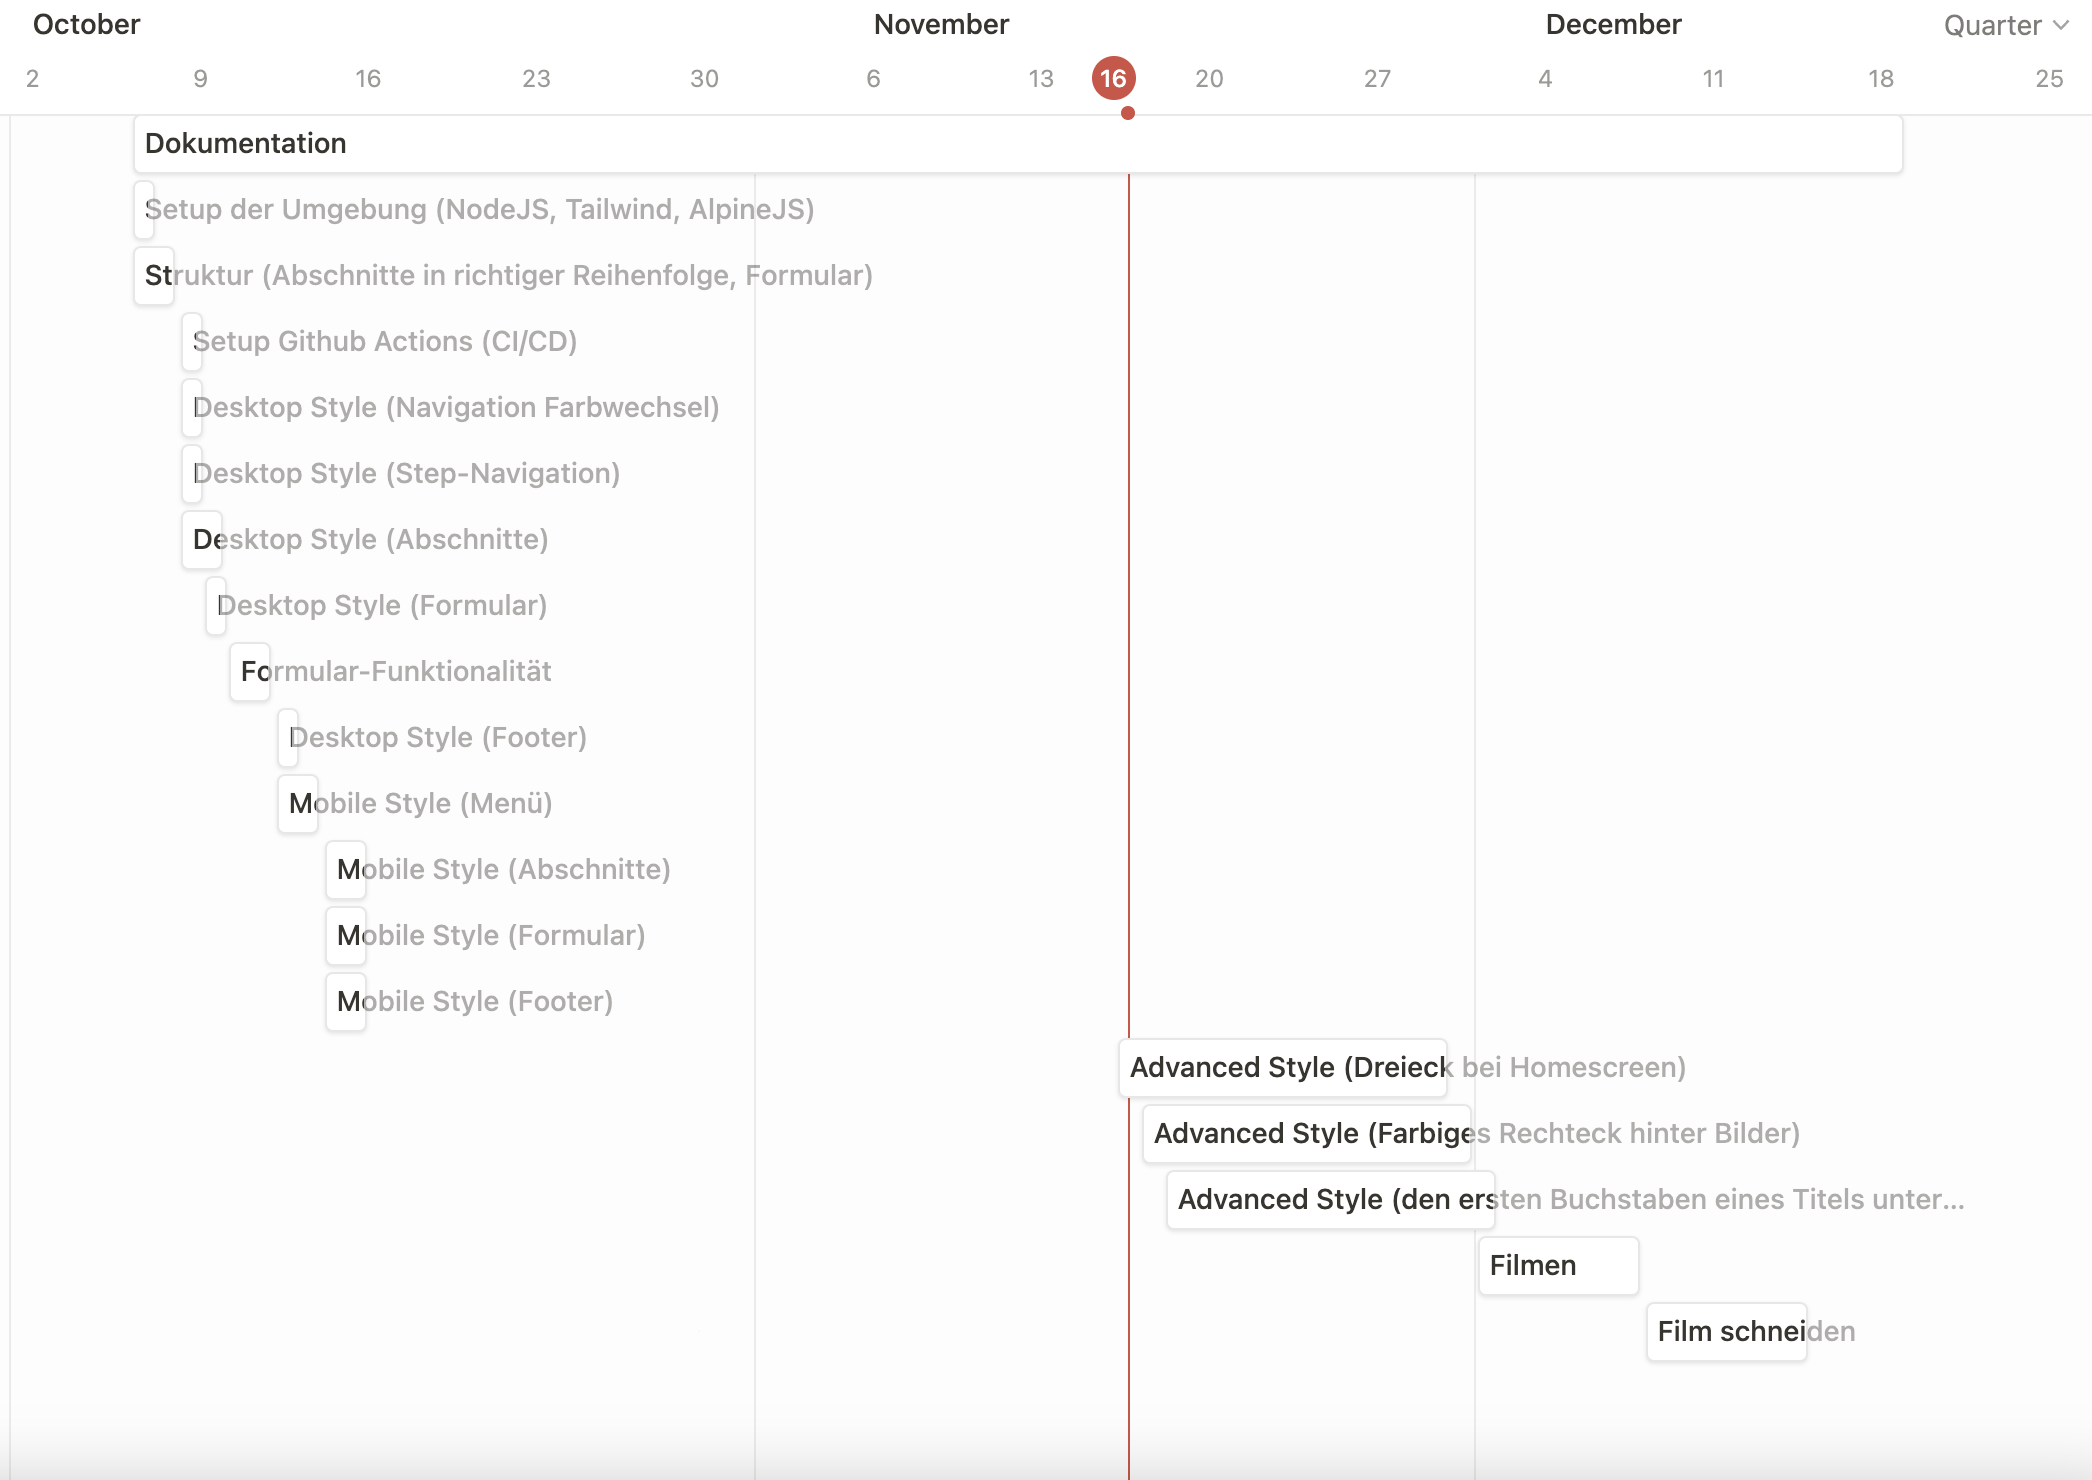 October November December Quarter
2 9 16 23 30 6 13 16 20 27 4 11 18 25
Dokumentation
Setup der Umgebung (NodeJS, Tailwind, AlpineJS)
Struktur (Abschnitte in richtiger Reihenfolge, Formular)
Setup Github Actions (CI/CD)
Desktop Style (Navigation Farbwechsel)
Desktop Style (Step-Navigation)
Desktop Style (Abschnitte)
Desktop Style (Formular)
Formular-Funktionalität
Desktop Style (Footer)
Mobile Style (Menü)
Mobile Style (Abschnitte)
Mobile Style (Formular)
Mobile Style (Footer)
Advanced Style (Dreieck bei Homescreen)
Advanced Style (Farbiges Rechteck hinter Bilder)
Advanced Style (den ersten Buchstaben eines Titels unter...
Filmen
Film schneiden